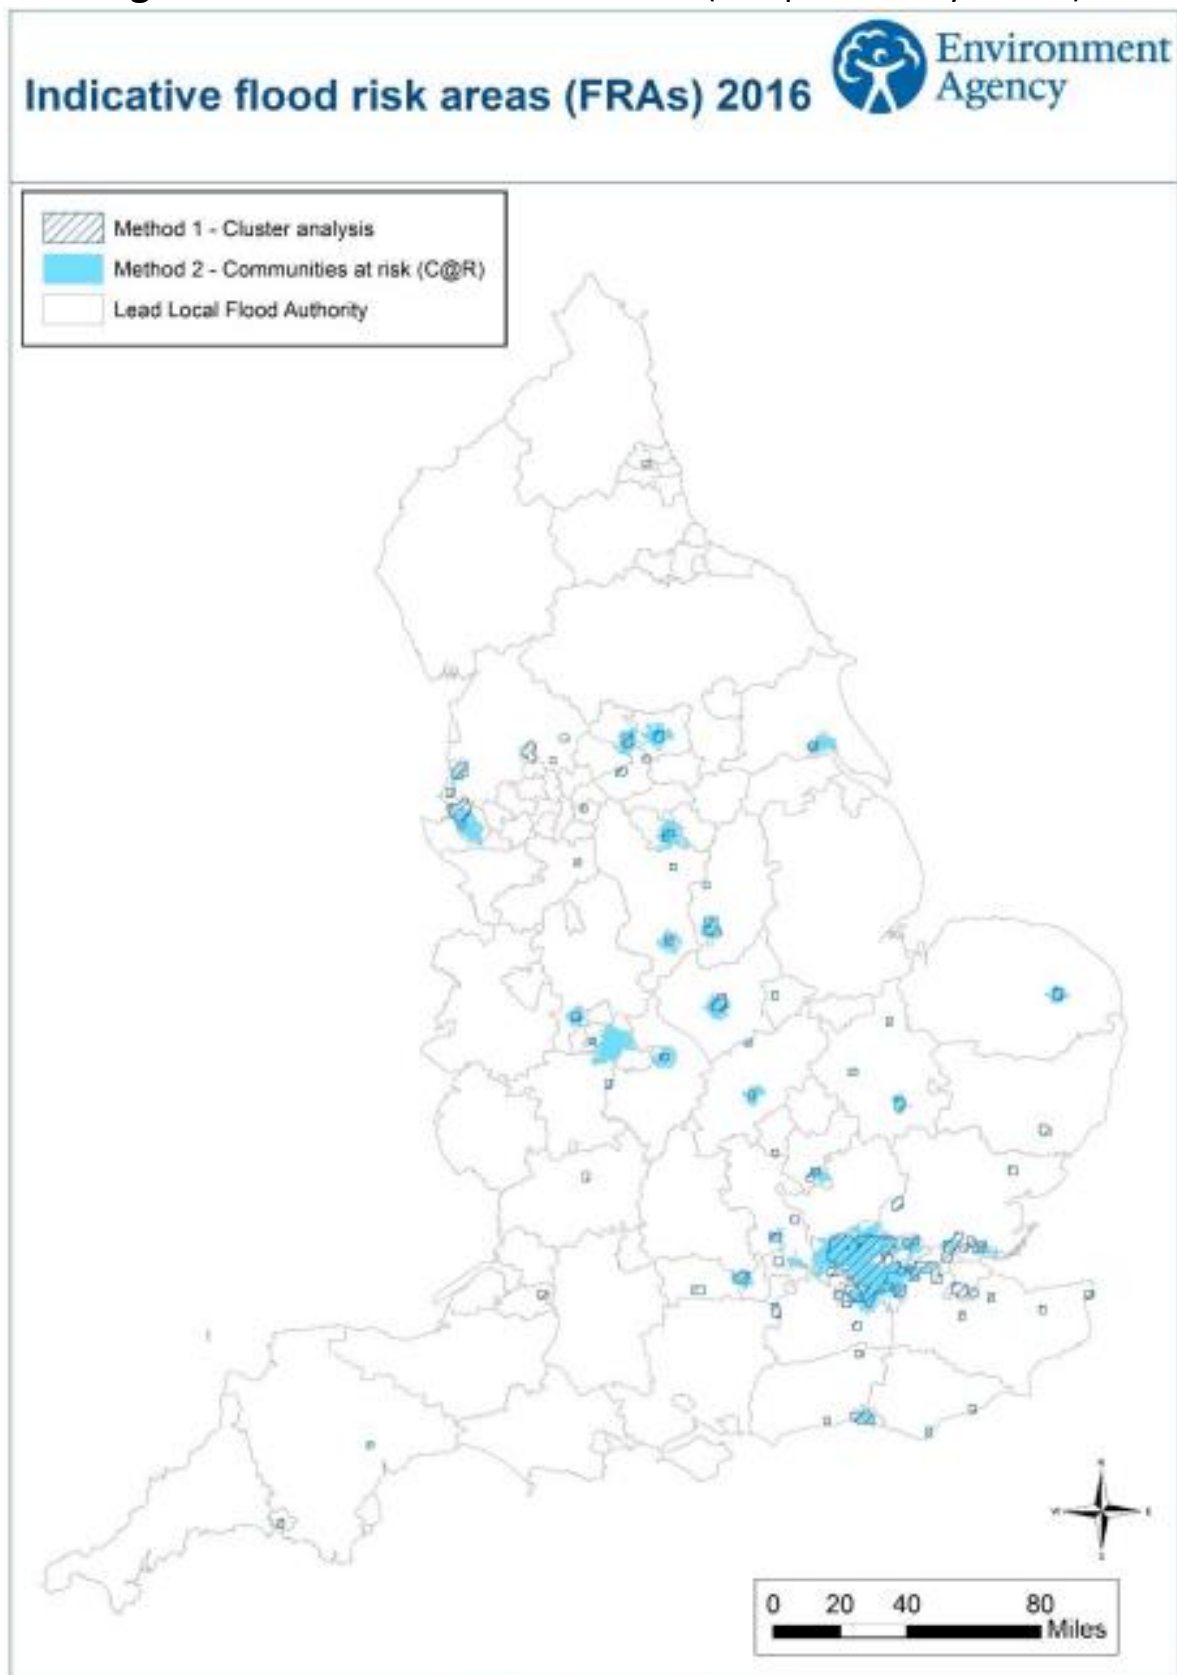 Indicative flood risk areas (FRAs) 2016
Environment
Agency
Method 1 - Cluster analysis
Method 2 - Communities at risk (C@R)
Lead Local Flood Authority
N
W E
S
0 20 40 80
Miles